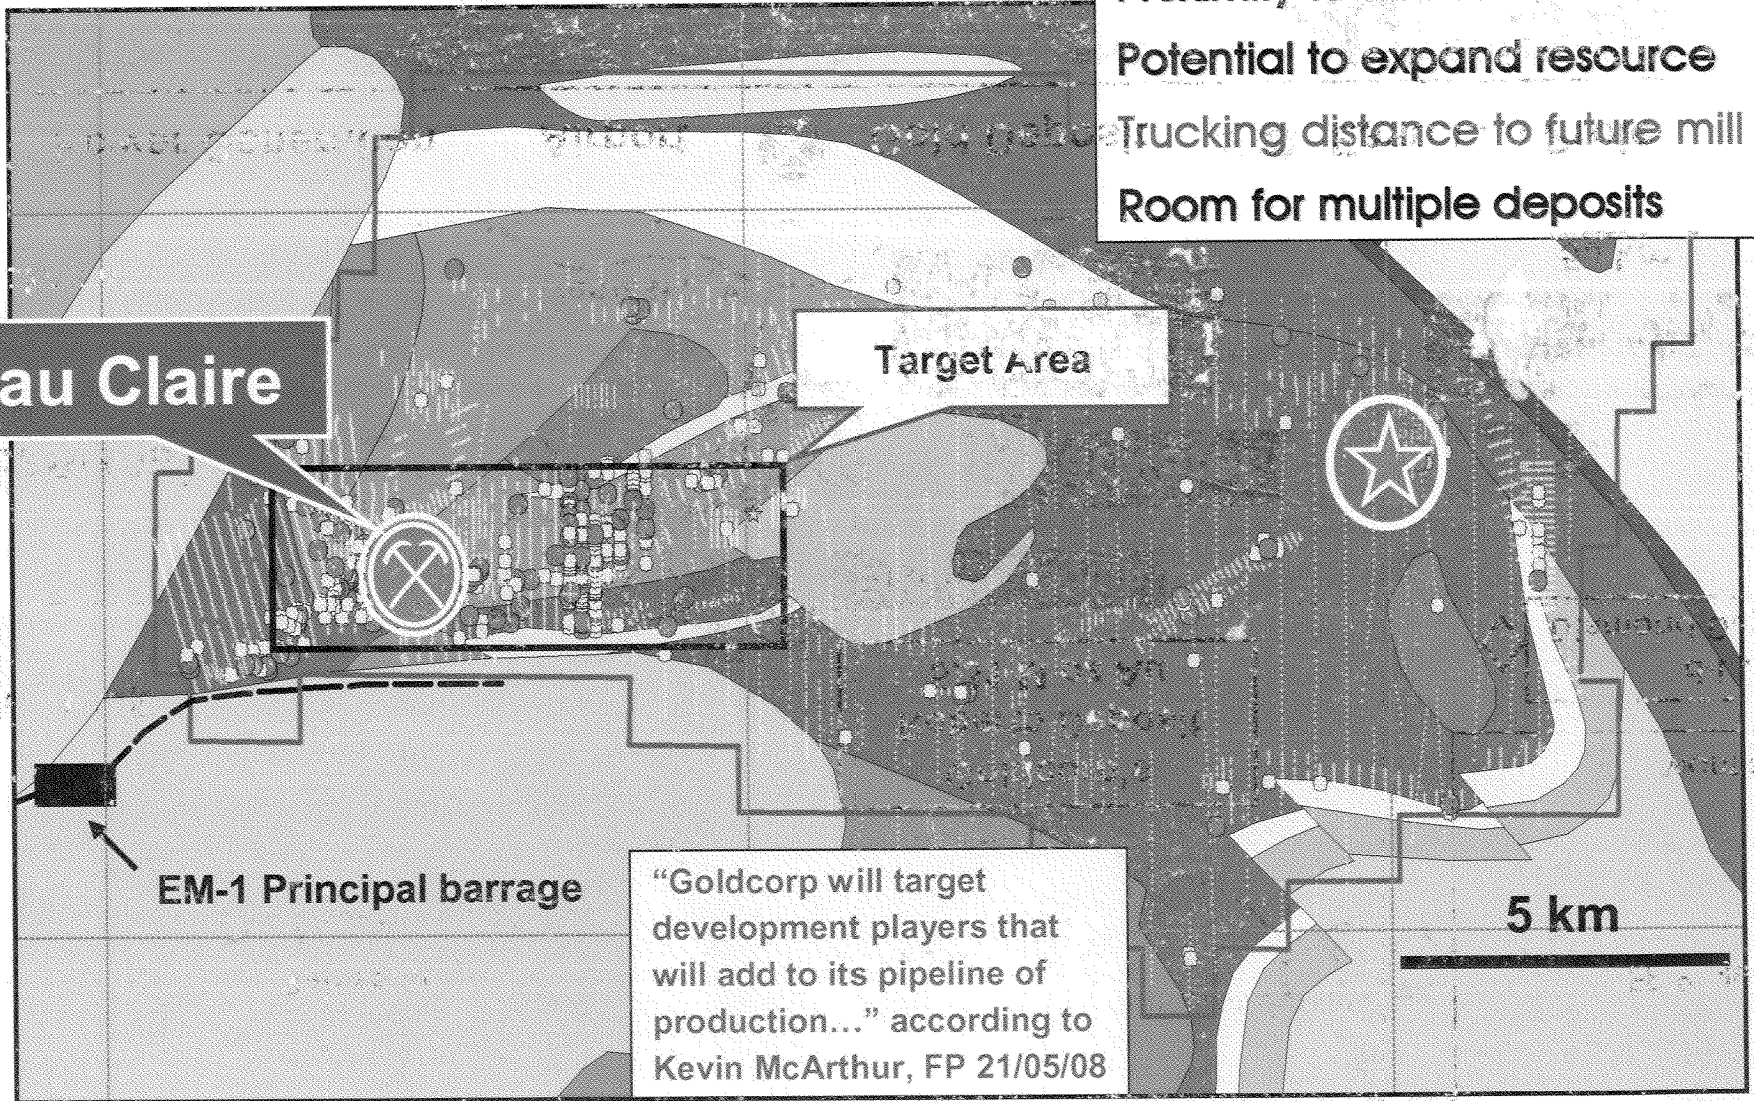 Potential to expand resource
Trucking distance to future mill
Room for multiple deposits
au Claire
Target Area
EM-1 Principal barrage
"Goldcorp will target
development players that
will add to its pipeline of
production..." according to
Kevin McArthur, FP 21/05/08
5 km